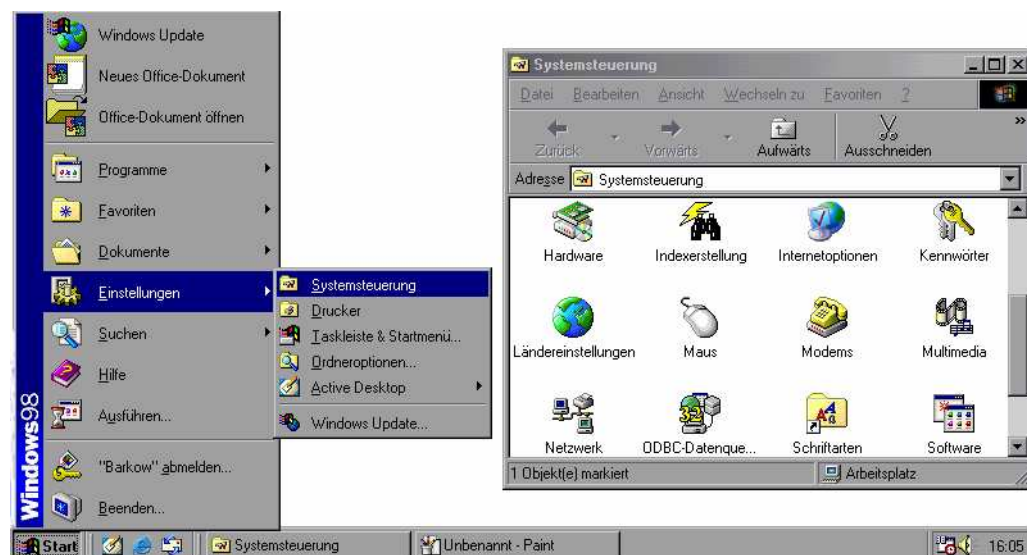 Windows98
Windows Update
Neues Office-Dokument
Office-Dokument öffnen
Programme
Favoriten
Dokumente
Einstellungen
Suchen
Hilfe
Ausführen...
"Barkow" abmelden...
Beenden...
Systemsteuerung
Drucker
Taskleiste & Startmenü...
Ordneroptionen...
Active Desktop
Windows Update...
Systemsteuerung
Datei Bearbeiten Ansicht Wechseln zu Favoriten ?
Zurück Vorwärts Aufwärts Ausschneiden »
Adresse Systemsteuerung
Hardware Indexerstellung Internetoptionen Kennwörter
Ländereinstellungen Maus Modems Multimedia
Netzwerk ODBC-Datenque... Schriftarten Software
1 Objekt(e) markiert Arbeitsplatz
Start Systemsteuerung Unbenannt - Paint 16:05